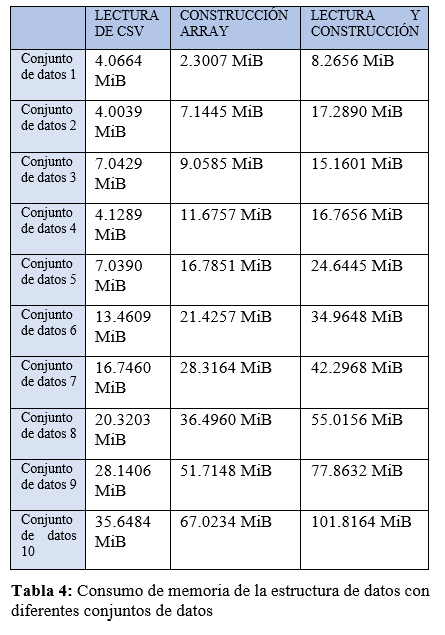 LECTURA DE CSV
CONSTRUCCIÓN ARRAY
LECTURA Y CONSTRUCCIÓN
Conjunto de datos 1
4.0664 MiB
2.3007 MiB
8.2656 MiB
Conjunto de datos 2
4.0039 MiB
7.1445 MiB
17.2890 MiB
Conjunto de datos 3
7.0429 MiB
9.0585 MiB
15.1601 MiB
Conjunto de datos 4
4.1289 MiB
11.6757 MiB
16.7656 MiB
Conjunto de datos 5
7.0390 MiB
16.7851 MiB
24.6445 MiB
Conjunto de datos 6
13.4609 MiB
21.4257 MiB
34.9648 MiB
Conjunto de datos 7
16.7460 MiB
28.3164 MiB
42.2968 MiB
Conjunto de datos 8
20.3203 MiB
36.4960 MiB
55.0156 MiB
Conjunto de datos 9
28.1406 MiB
51.7148 MiB
77.8632 MiB
Conjunto de datos 10
35.6484 MiB
67.0234 MiB
101.8164 MiB
Tabla 4: Consumo de memoria de la estructura de datos con
diferentes conjuntos de datos